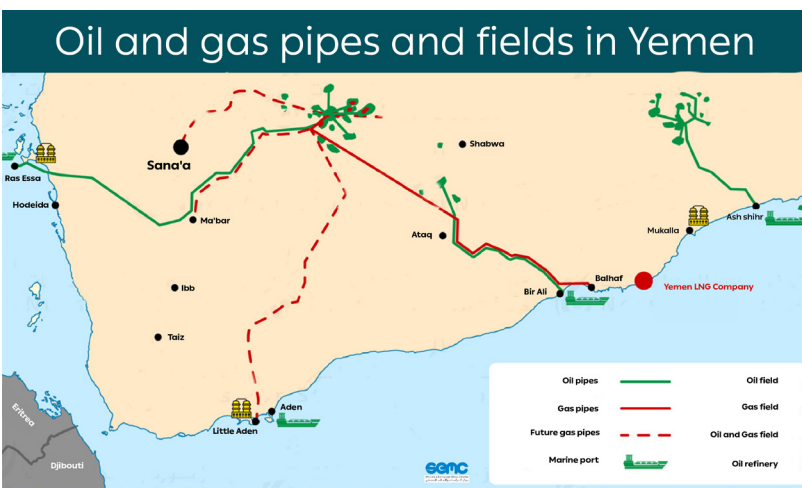 Oil and gas pipes and fields in Yemen
Sana'a
Shabwa
Ras Essa
Hodeida
Ma'bar
Ash shihr
Mukalla
Ataq
Ibb
Balhaf
Bir Ali
Yemen LNG Company
Taiz
Aden
Little Aden
Eritrea
Djibouti
Oil pipes
Oil field
Gas pipes
Gas field
Future gas pipes
Oil and Gas field
Marine port
Oil refinery
SEMC